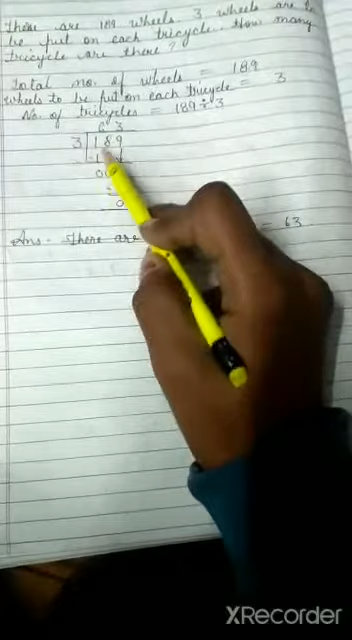 There are 189 wheels. 3 wheels are to
be put on each tricycle. How many
tricycle are there?
Total no. of wheels = 189
Wheels to be put on each tricycle = 3
No. of tricycles = 189÷3
63
3 189
0
Ans - There are = 63
XRecorder